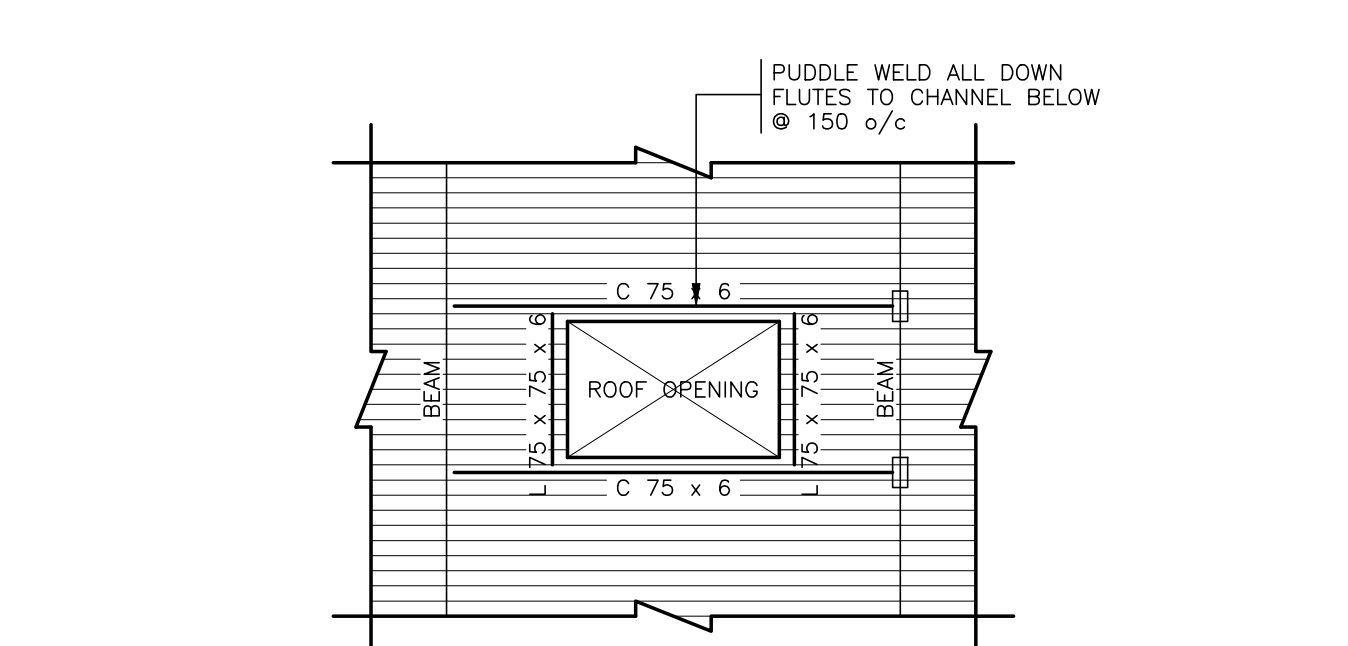 PUDDLE WELD ALL DOWN
FLUTES TO CHANNEL BELOW
@ 150 o/c
C 75 x 6
L 75 x 75 x 6
L 75 x 75 x 6
BEAM
BEAM
ROOF OPENING
C 75 x 6